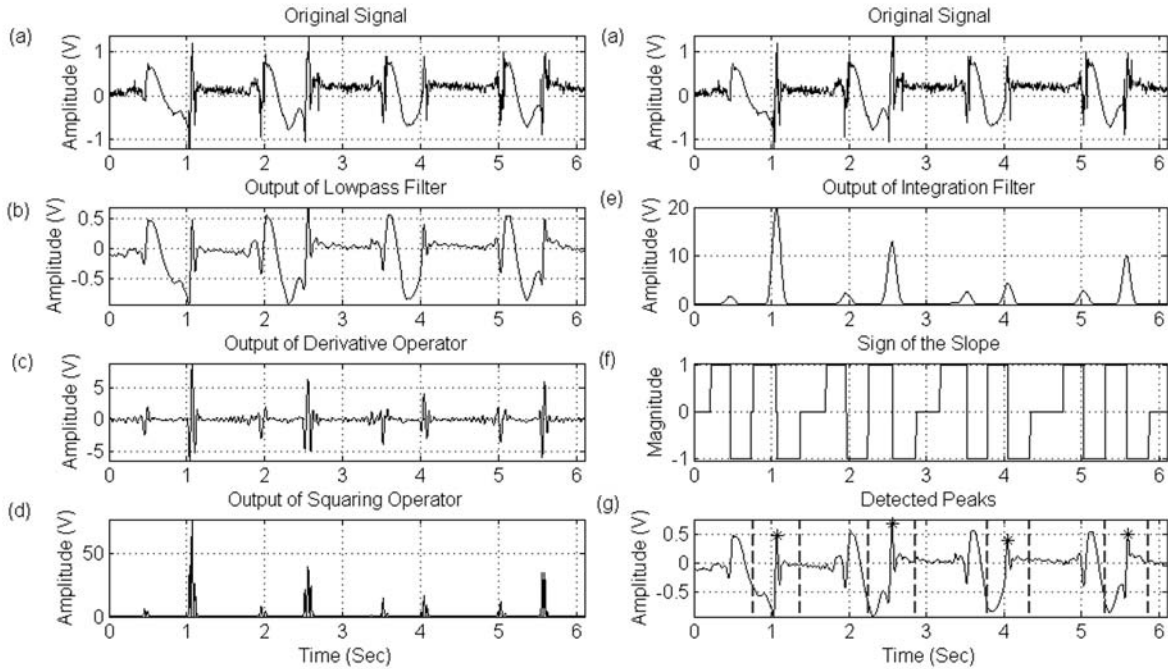 Original Signal
(a)
Amplitude (V)
1
0
-1
0 1 2 3 4 5 6
Output of Lowpass Filter
(b)
Amplitude (V)
0.5
0
-0.5
0 1 2 3 4 5 6
Output of Derivative Operator
(c)
Amplitude (V)
5
0
-5
0 1 2 3 4 5 6
Output of Squaring Operator
(d)
Amplitude (V)
50
0
0 1 2 3 4 5 6
Time (Sec)
Original Signal
(a)
Amplitude (V)
1
0
-1
0 1 2 3 4 5 6
Output of Integration Filter
(e)
Amplitude (V)
20
10
0
0 1 2 3 4 5 6
Sign of the Slope
(f)
Magnitude
1
0
-1
0 1 2 3 4 5 6
Detected Peaks
(g)
Amplitude (V)
0.5
0
-0.5
0 1 2 3 4 5 6
Time (Sec)